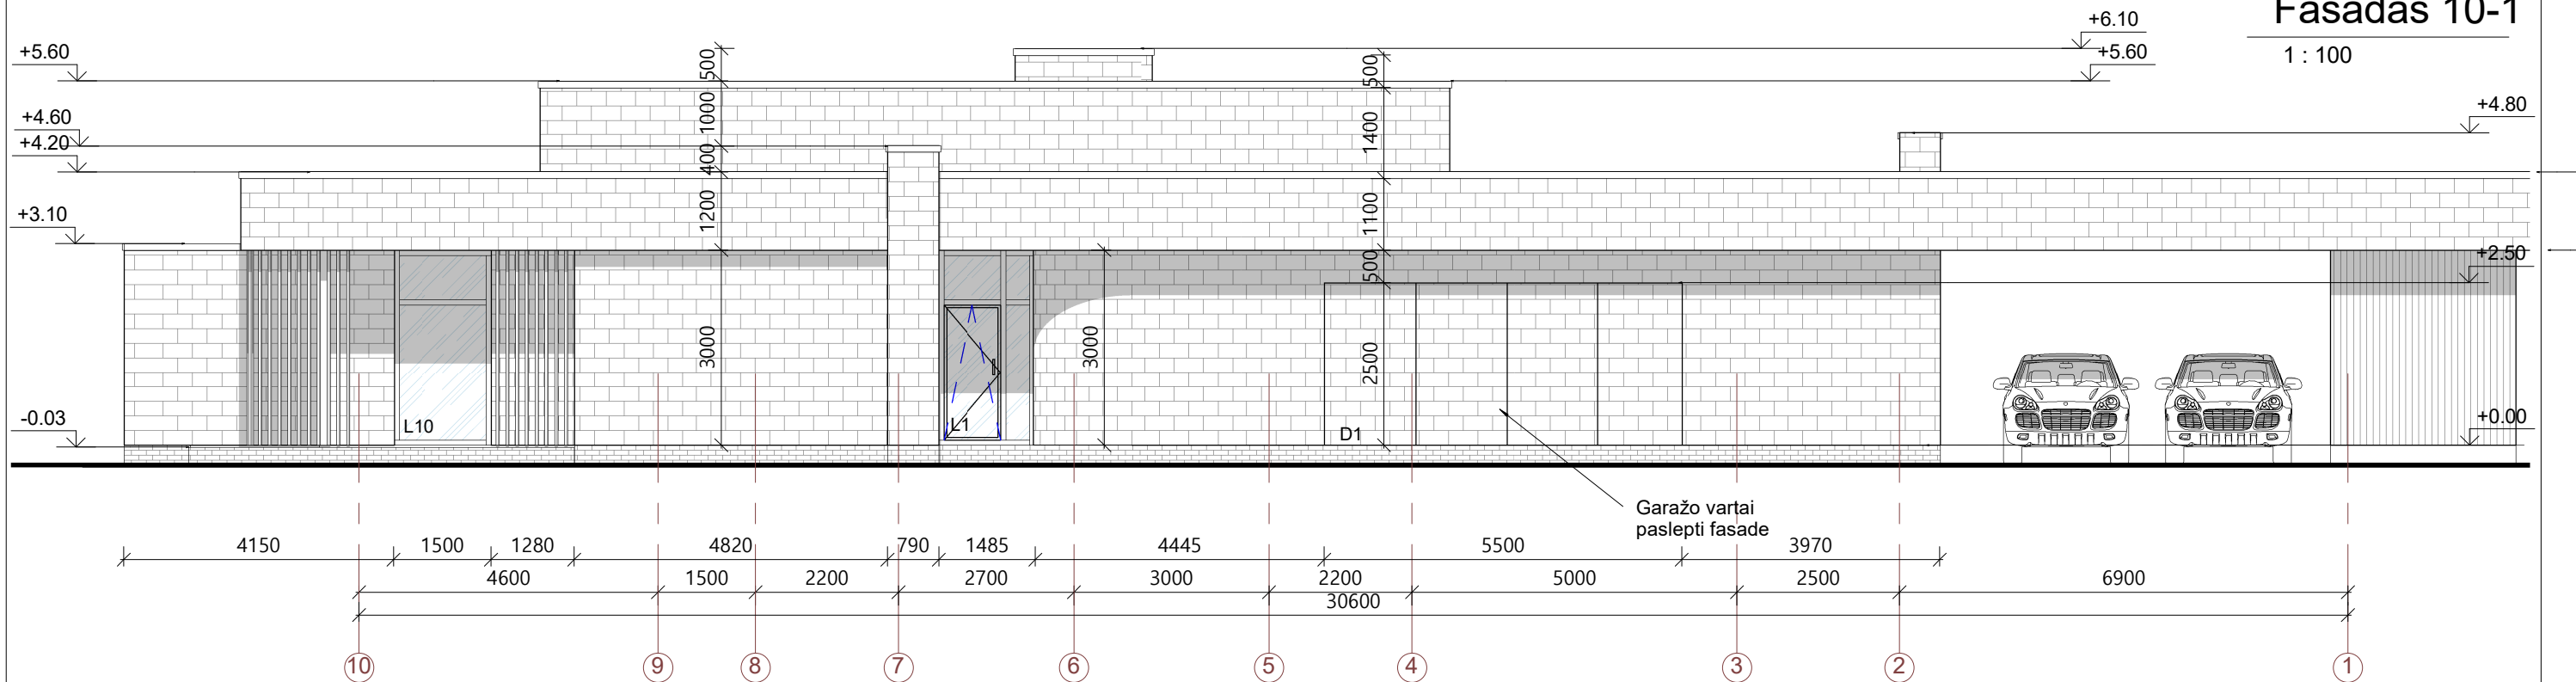 Fasadas 10-1
1 : 100
+6.10
+5.60
+5.60
+4.80
+4.60
+4.20
+3.10
-0.03
+2.50
+0.00
500
1000
400
1200
3000
3000
500
1400
1100
500
2500
L10
L1
D1
Garažo vartai
paslepti fasade
4150 1500 1280 4820 790 1485 4445 5500 3970
4600 1500 2200 2700 3000 2200 5000 2500 6900
30600
10 9 8 7 6 5 4 3 2 1